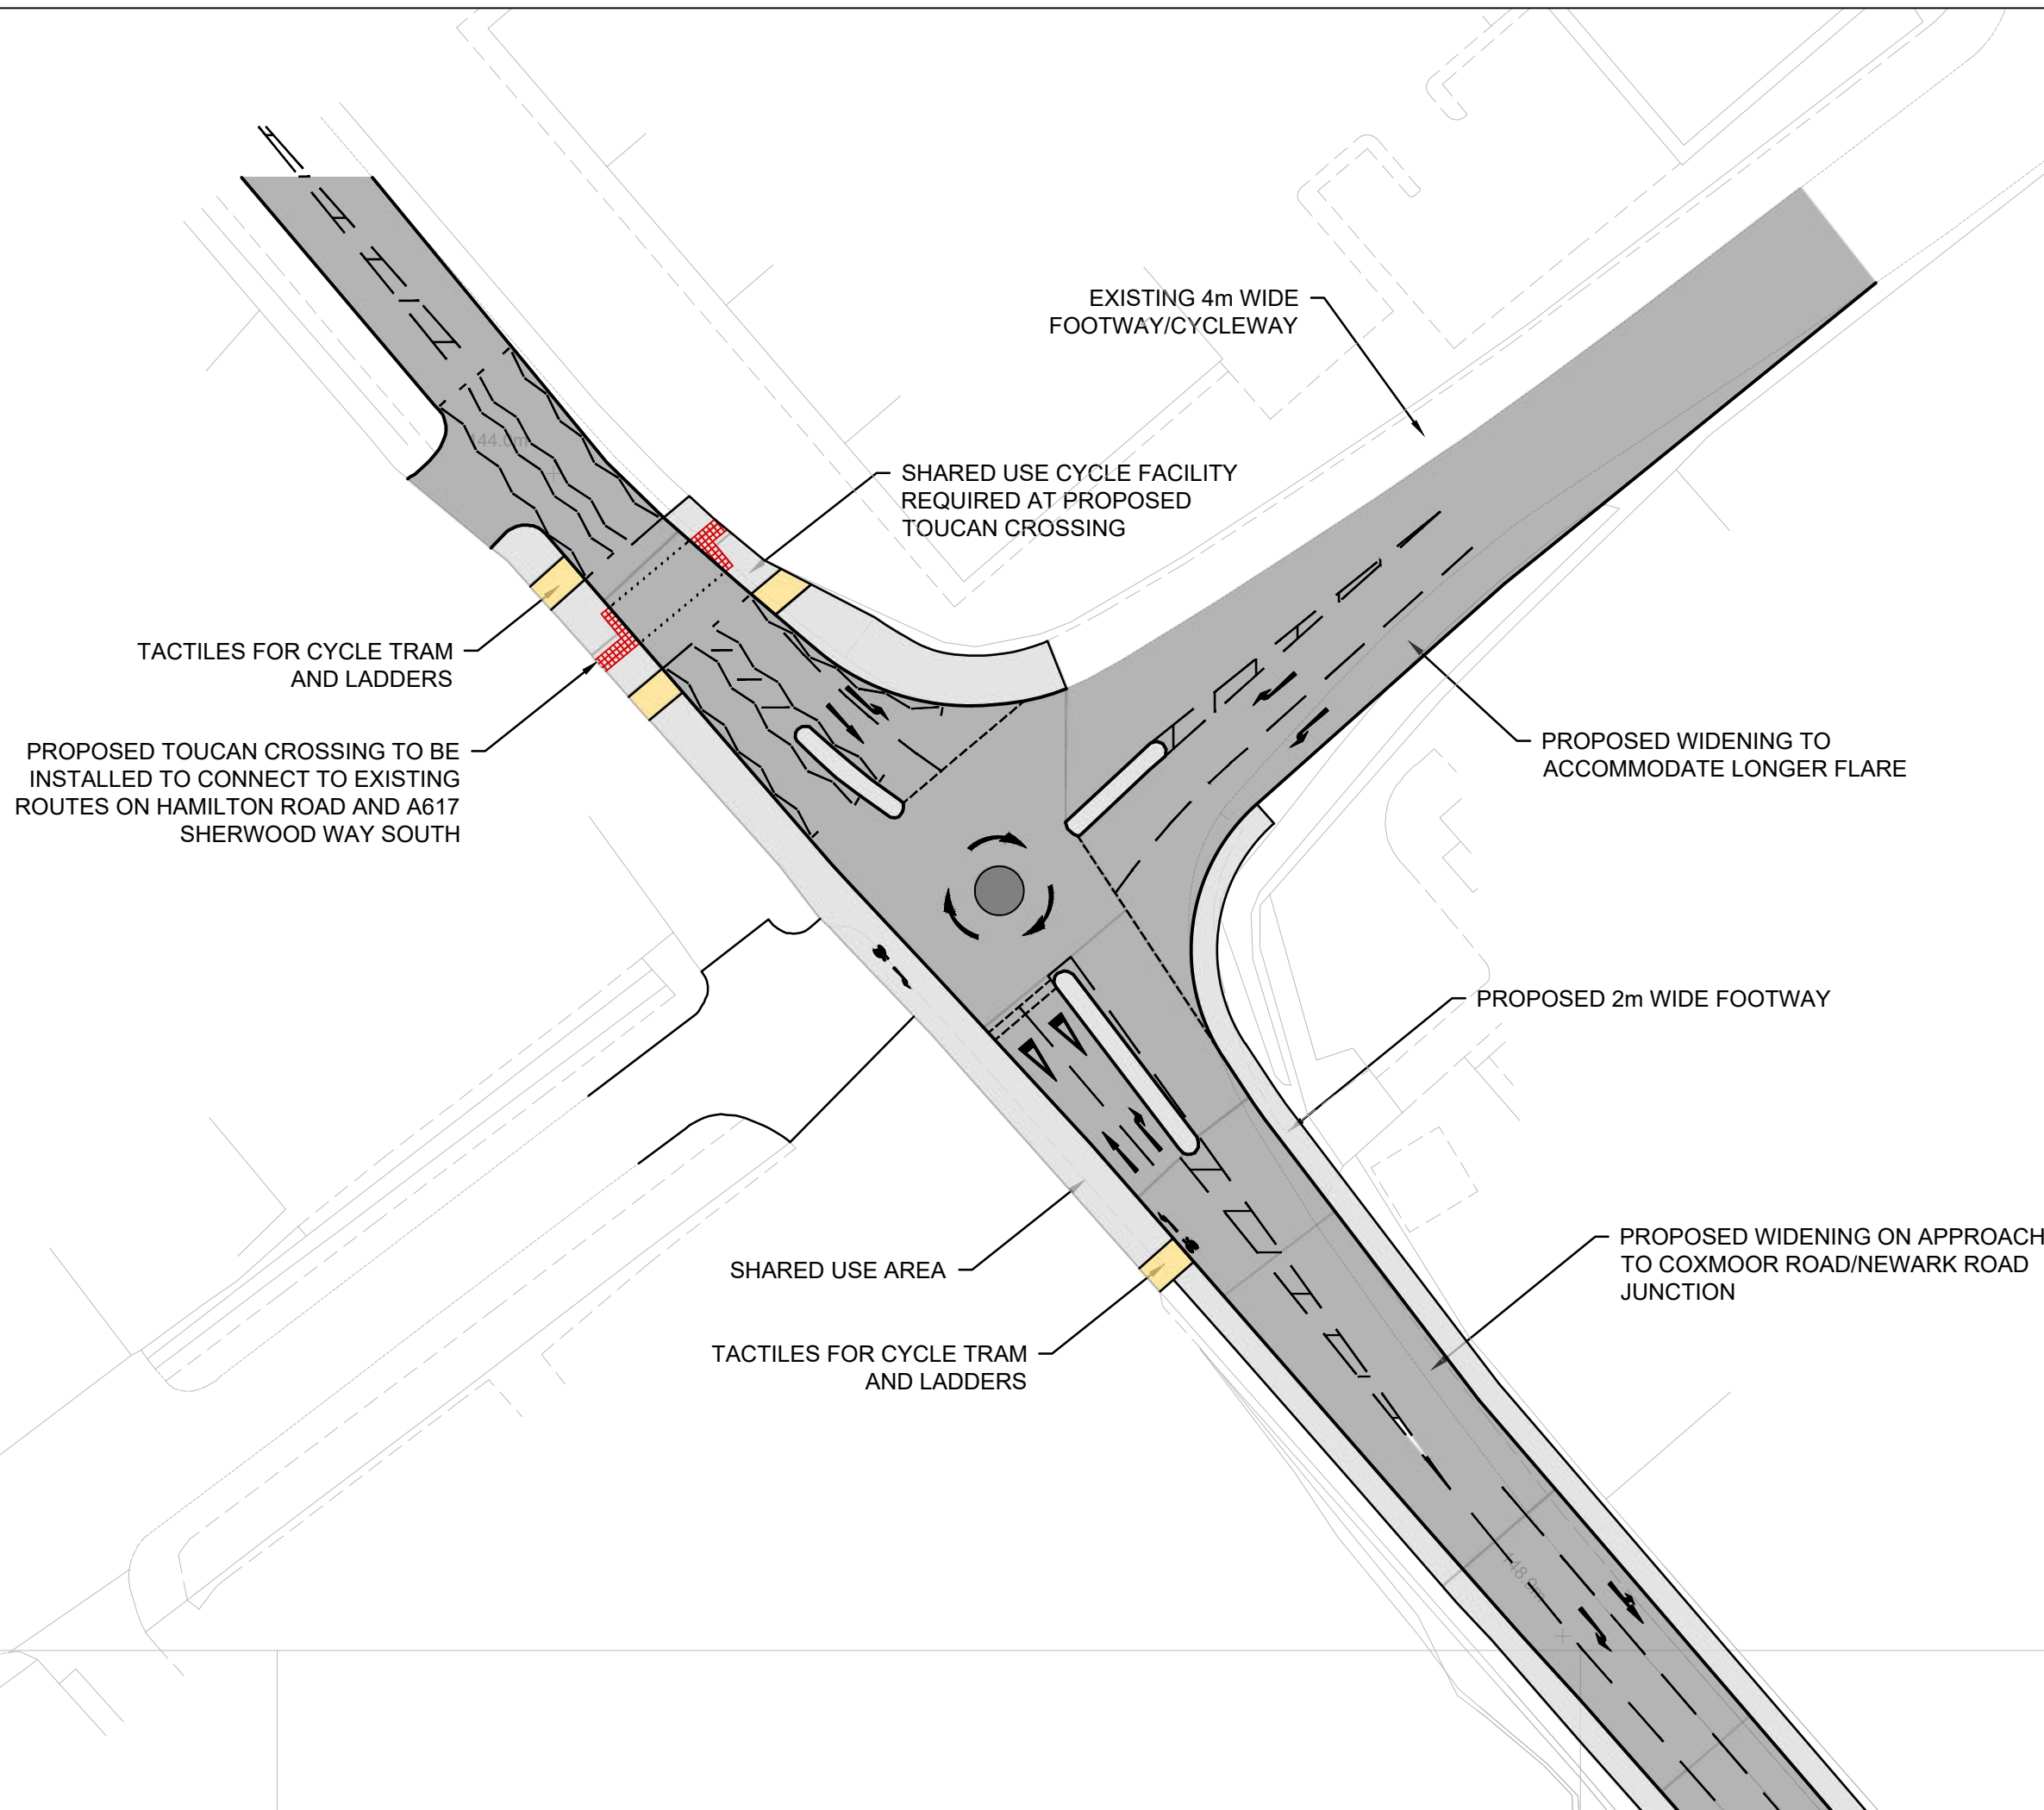 EXISTING 4m WIDE
FOOTWAY/CYCLEWAY
144.0m
SHARED USE CYCLE FACILITY
REQUIRED AT PROPOSED
TOUCAN CROSSING
TACTILES FOR CYCLE TRAM
AND LADDERS
PROPOSED TOUCAN CROSSING TO BE
INSTALLED TO CONNECT TO EXISTING
ROUTES ON HAMILTON ROAD AND A617
SHERWOOD WAY SOUTH
PROPOSED WIDENING TO
ACCOMMODATE LONGER FLARE
PROPOSED 2m WIDE FOOTWAY
SHARED USE AREA
PROPOSED WIDENING ON APPROACH
TO COXMOOR ROAD/NEWARK ROAD
JUNCTION
TACTILES FOR CYCLE TRAM
AND LADDERS